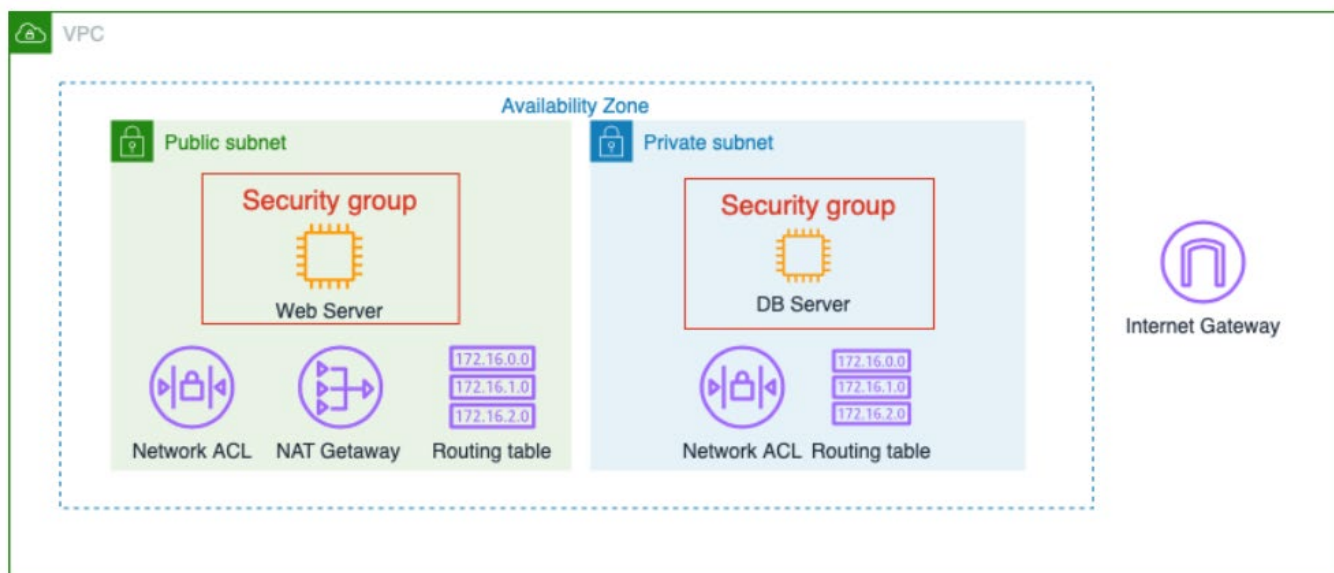 VPC
Availability Zone
Public subnet
Security group
Web Server
Network ACL
NAT Getaway
172.16.0.0
172.16.1.0
172.16.2.0
Routing table
Private subnet
Security group
DB Server
Network ACL
172.16.0.0
172.16.1.0
172.16.2.0
Routing table
Internet Gateway